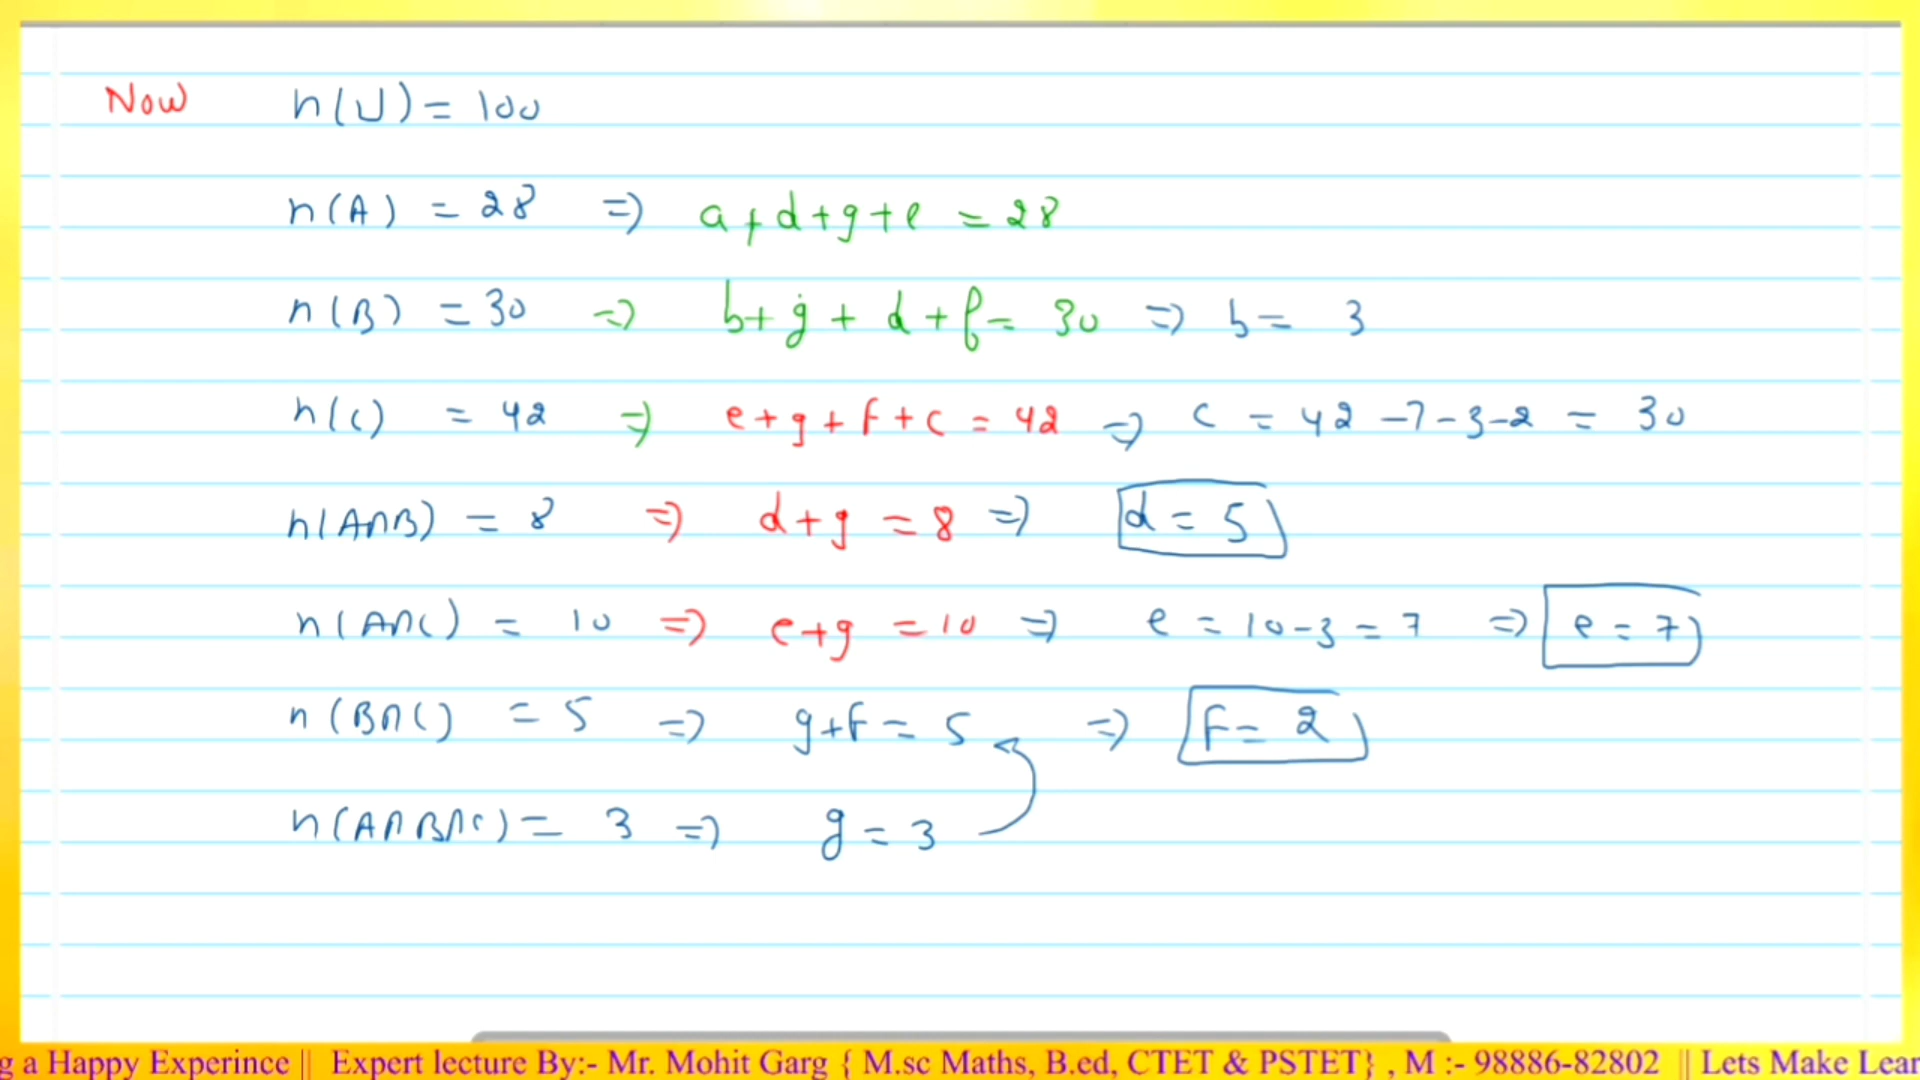 Now n(U) = 100
n(A) = 28 => a+d+g+e = 28
n(B) = 30 => b+g+d+f = 30 => b = 3
n(C) = 42 => e+g+f+c = 42 => c = 42-7-3-2 = 30
n(A∩B) = 8 => d+g = 8 => d = 5
n(A∩C) = 10 => e+g = 10 => e = 10-3 = 7 => e = 7
n(B∩C) = 5 => g+f = 5 => f = 2
n(A∩B∩C) = 3 => g = 3
g a Happy Experince || Expert lecture By:- Mr. Mohit Garg { M.sc Maths, B.ed, CTET & PSTET} , M :- 98886-82802 || Lets Make Lear